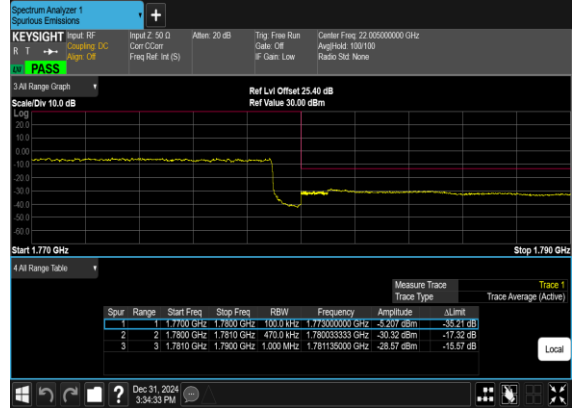 Spectrum Analyzer 1
Spurious Emissions
+
KEYSIGHT Input: RF Input Z: 50 Ω Atten: 20 dB Trig: Free Run Center Freq: 22.005000000 GHz
R T Coupling: DC Corr CCorr Gate: Off Avg|Hold: 100/100
Align: Off Freq Ref: Int (S) IF Gain: Low Radio Std: None
PASS
3 All Range Graph
Ref Lvl Offset 25.40 dB
Scale/Div 10.0 dB Ref Value 30.00 dBm
Log
20.0
10.0
0.00
-10.0
-20.0
-30.0
-40.0
-50.0
-60.0
Start 1.770 GHz Stop 1.790 GHz
4 All Range Table
Measure Trace Trace 1
Trace Type Trace Average (Active)
Spur Range Start Freq Stop Freq RBW Frequency Amplitude ΔLimit
1 1 1.7700 GHz 1.7800 GHz 100.0 kHz 1.773000000 GHz -5.207 dBm -35.21 dB
2 2 1.7800 GHz 1.7810 GHz 470.0 kHz 1.780033333 GHz -30.32 dBm -17.32 dB
3 3 1.7810 GHz 1.7900 GHz 1.000 MHz 1.781135000 GHz -28.57 dBm -15.57 dB
Local
? Dec 31, 2024
3:34:33 PM